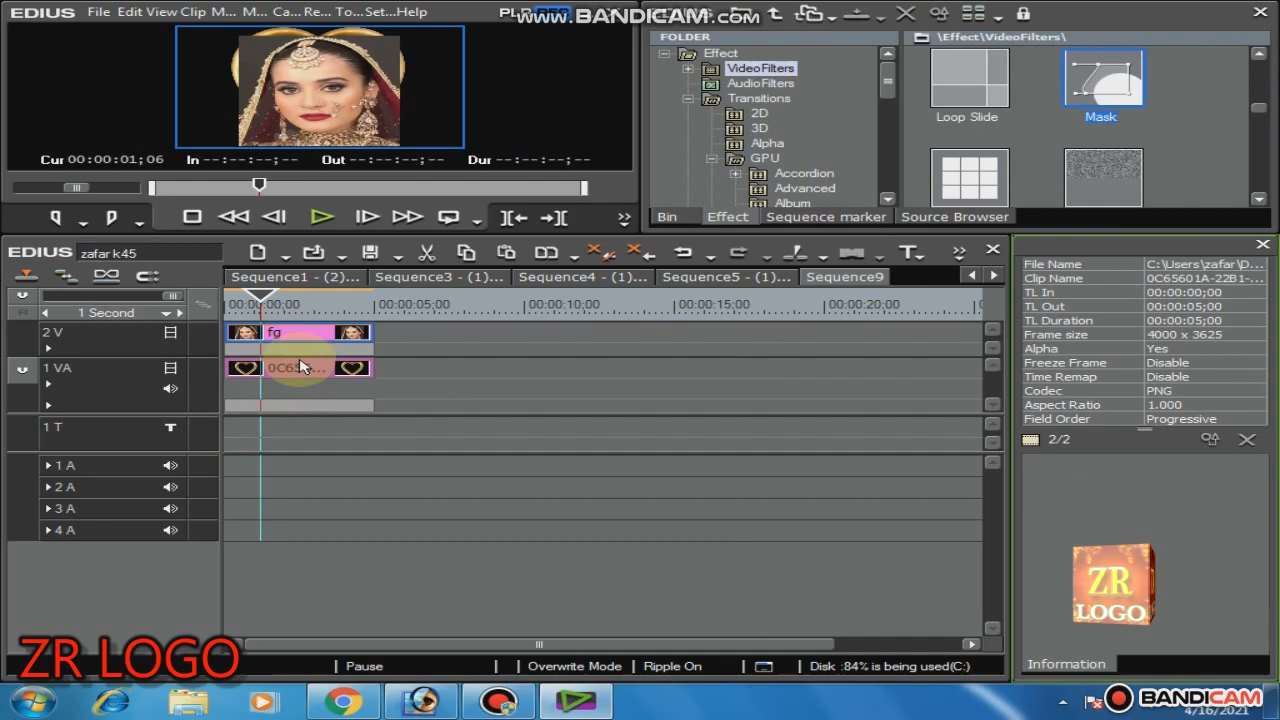 EDIUS File Edit View Clip M... M... Ca... Re... To...Set...Help PLR REC
www.BANDICAM.com
FOLDER
\Effect\VideoFilters\
Effect
VideoFilters
AudioFilters
Transitions
2D
3D
Alpha
GPU
Accordion
Advanced
Album
Loop Slide
Mask
Cur 00:00:01;06 In --:--:--;-- Out --:--:--;-- Dur --:--:--;--
Bin Effect Sequence marker Source Browser
EDIUS zafar k45
Sequence1 - (2)... Sequence3 - (1)... Sequence4 - (1)... Sequence5 - (1)... Sequence9
1 Second
00:00:05;00 00:00:10;00 00:00:15;00 00:00:20;00
2 V
fg
1 VA
1 T T
1 A
2 A
3 A
4 A
File Name C:\Users\zafar\D...
Clip Name 0C65601A-22B1-...
TL In 00:00:00;00
TL Out 00:00:05;00
TL Duration 00:00:05;00
Frame size 4000 x 3625
Alpha Yes
Freeze Frame Disable
Time Remap Disable
Codec PNG
Aspect Ratio 1.000
Field Order Progressive
2/2
ZR
LOGO
Information
ZR LOGO
Pause Overwrite Mode Ripple On Disk :84% is being used(C:)
BANDICAM
4/16/2021